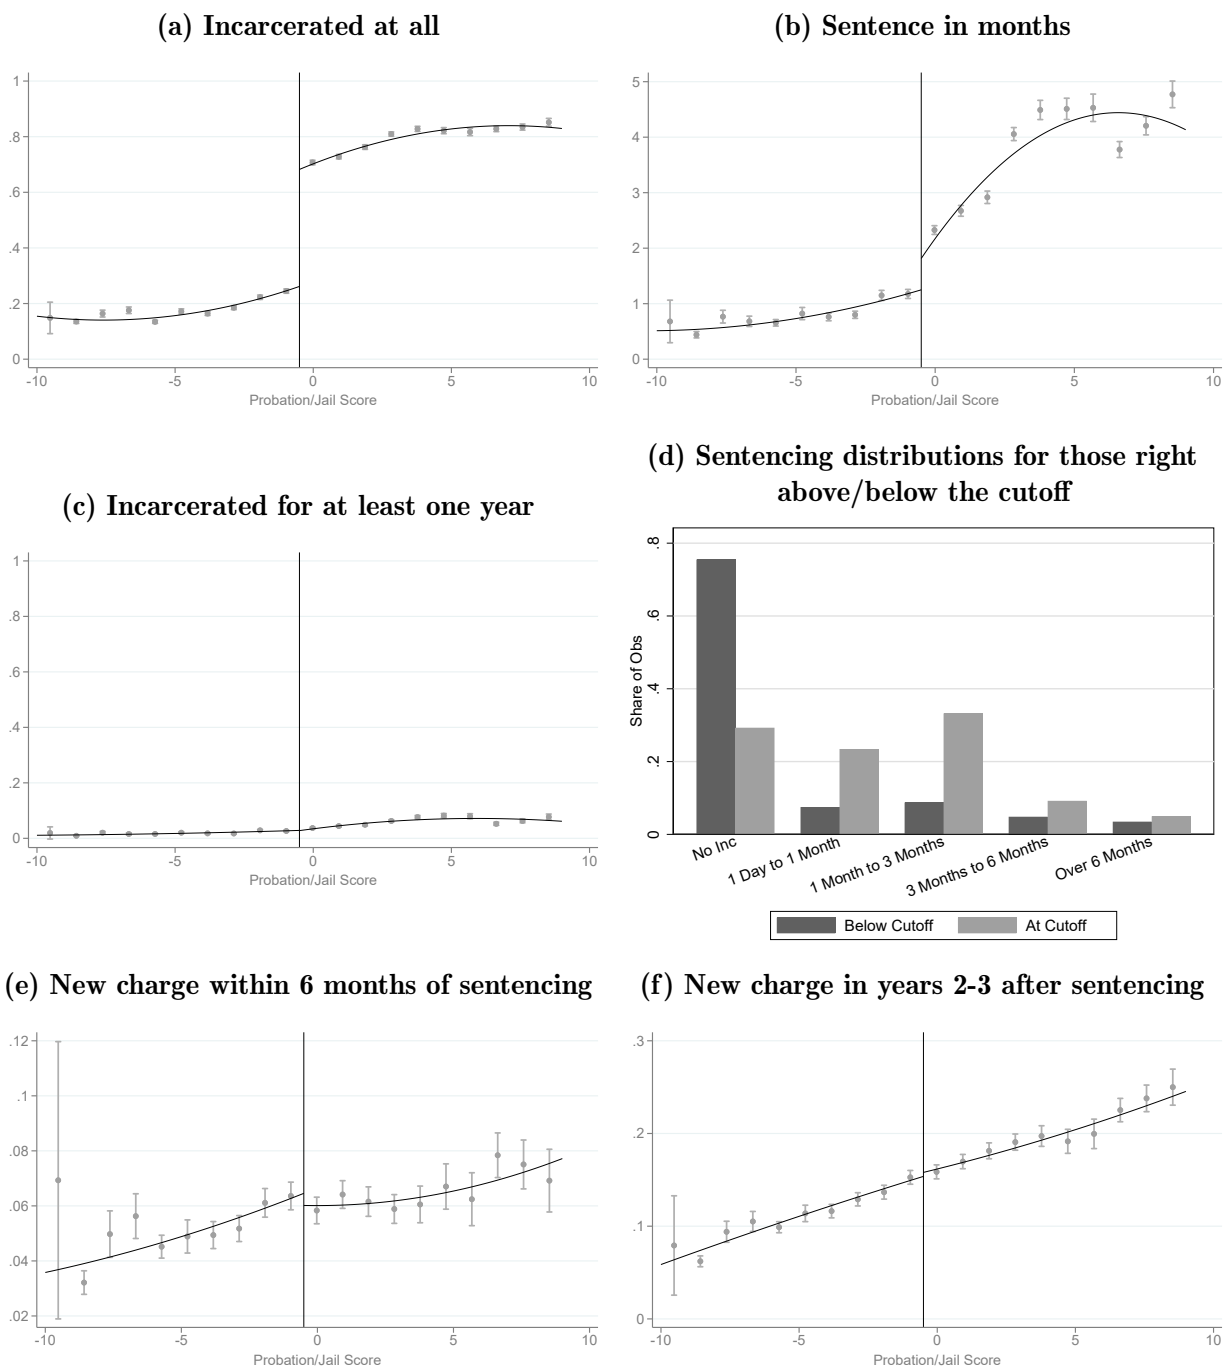 (a) Incarcerated at all
1
.8
.6
.4
.2
0
-10
-5
0
5
10
Probation/Jail Score
(b) Sentence in months
5
4
3
2
1
0
-10
-5
0
5
10
Probation/Jail Score
(c) Incarcerated for at least one year
1
.8
.6
.4
.2
0
-10
-5
0
5
10
Probation/Jail Score
(d) Sentencing distributions for those right
above/below the cutoff
Share of Obs
.8
.6
.4
.2
0
No Inc
1 Day to 1 Month
1 Month to 3 Months
3 Months to 6 Months
Over 6 Months
Below Cutoff
At Cutoff
(e) New charge within 6 months of sentencing
.12
.1
.08
.06
.04
.02
-10
-5
0
5
10
Probation/Jail Score
(f) New charge in years 2-3 after sentencing
.3
.2
.1
0
-10
-5
0
5
10
Probation/Jail Score